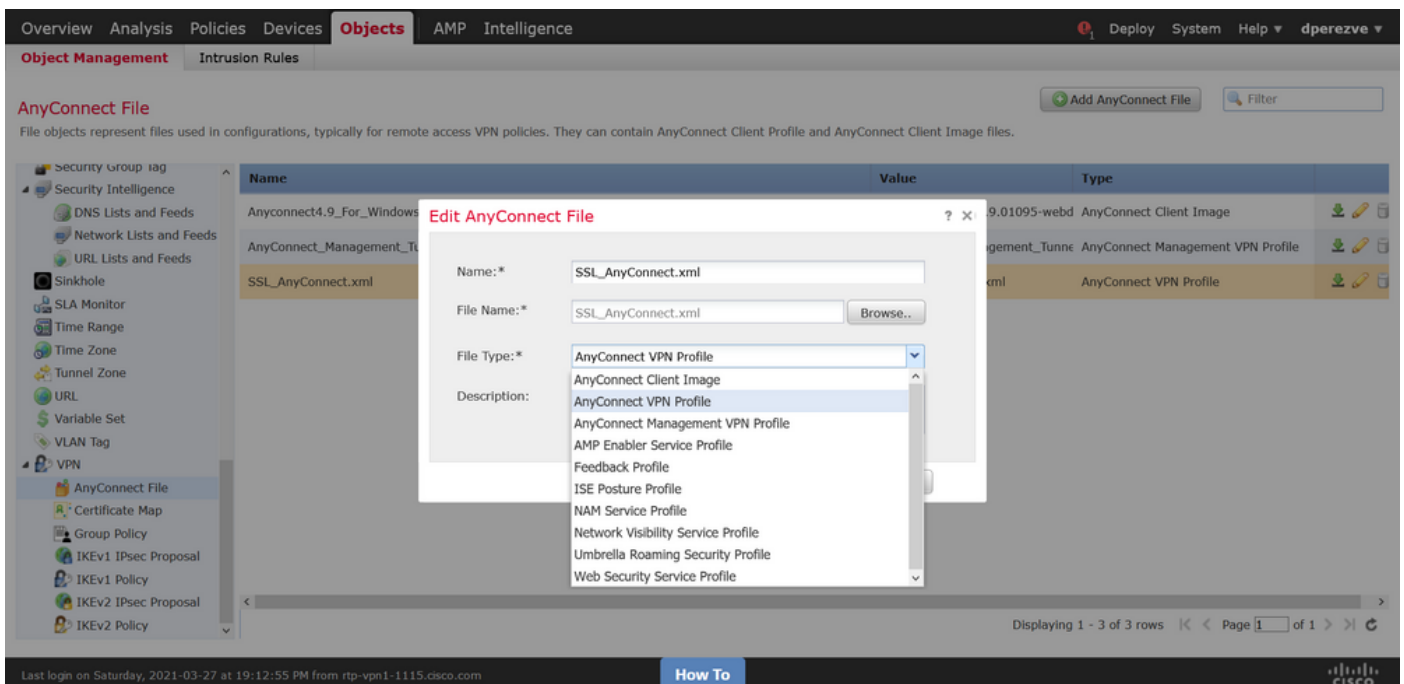 Overview Analysis Policies Devices Objects AMP Intelligence 1 Deploy System Help dperezve
Object Management Intrusion Rules
AnyConnect File
Add AnyConnect File Filter
File objects represent files used in configurations, typically for remote access VPN policies. They can contain AnyConnect Client Profile and AnyConnect Client Image files.
Security Group Tag
Security Intelligence
DNS Lists and Feeds
Network Lists and Feeds
URL Lists and Feeds
Sinkhole
SLA Monitor
Time Range
Time Zone
Tunnel Zone
URL
Variable Set
VLAN Tag
VPN
AnyConnect File
Certificate Map
Group Policy
IKEv1 IPsec Proposal
IKEv1 Policy
IKEv2 IPsec Proposal
IKEv2 Policy
Name Value Type
Anyconnect4.9_For_Windows .9.01095-webd AnyConnect Client Image
AnyConnect_Management_Tu gement_Tunne AnyConnect Management VPN Profile
SSL_AnyConnect.xml xml AnyConnect VPN Profile
Edit AnyConnect File ? ×
Name:* SSL_AnyConnect.xml
File Name:* SSL_AnyConnect.xml Browse..
File Type:* AnyConnect VPN Profile
Description:
AnyConnect Client Image
AnyConnect VPN Profile
AnyConnect Management VPN Profile
AMP Enabler Service Profile
Feedback Profile
ISE Posture Profile
NAM Service Profile
Network Visibility Service Profile
Umbrella Roaming Security Profile
Web Security Service Profile
Displaying 1 - 3 of 3 rows |< < Page 1 of 1 > >|
Last login on Saturday, 2021-03-27 at 19:12:55 PM from rtp-vpn1-1115.cisco.com How To CISCO